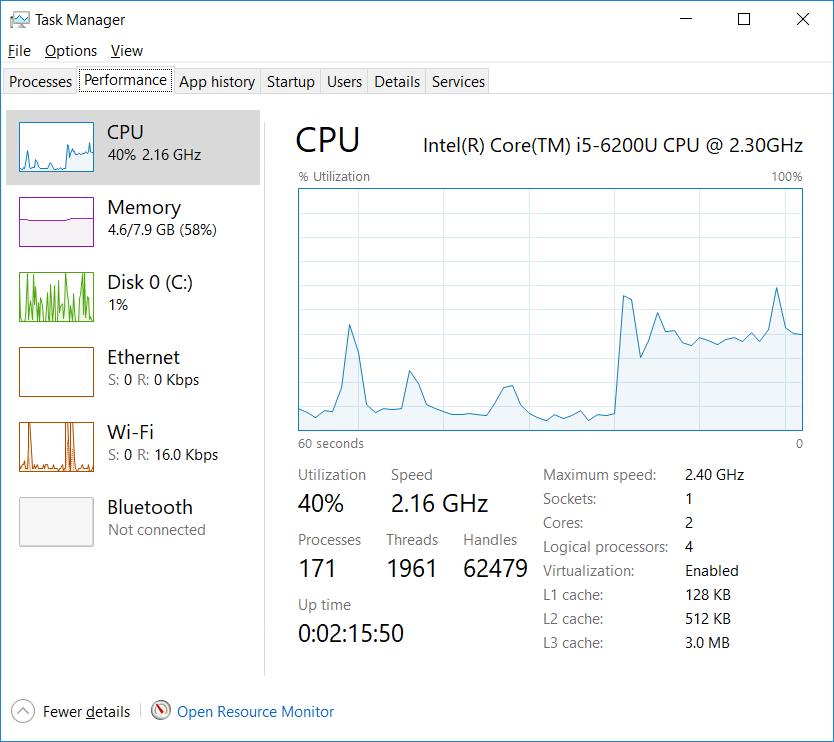 Task Manager
File Options View
Processes Performance App history Startup Users Details Services
CPU
40% 2.16 GHz
Memory
4.6/7.9 GB (58%)
Disk 0 (C:)
1%
Ethernet
S: 0 R: 0 Kbps
Wi-Fi
S: 0 R: 16.0 Kbps
Bluetooth
Not connected
CPU Intel(R) Core(TM) i5-6200U CPU @ 2.30GHz
% Utilization 100%
60 seconds 0
Utilization Speed
40% 2.16 GHz
Processes Threads Handles
171 1961 62479
Up time
0:02:15:50
Maximum speed: 2.40 GHz
Sockets: 1
Cores: 2
Logical processors: 4
Virtualization: Enabled
L1 cache: 128 KB
L2 cache: 512 KB
L3 cache: 3.0 MB
Fewer details Open Resource Monitor